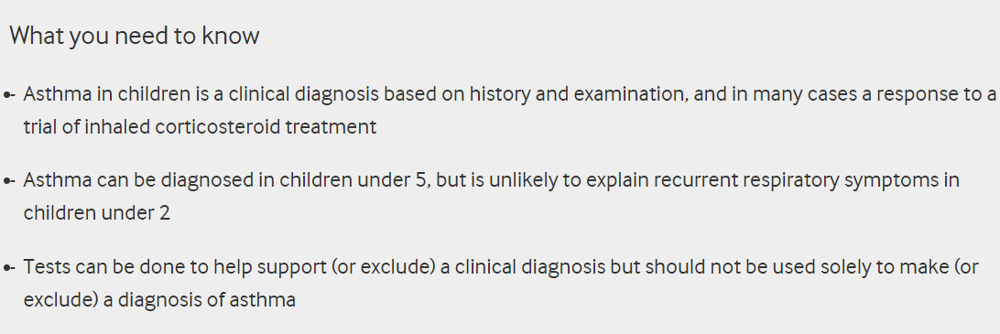 What you need to know
•- Asthma in children is a clinical diagnosis based on history and examination, and in many cases a response to a
trial of inhaled corticosteroid treatment
•- Asthma can be diagnosed in children under 5, but is unlikely to explain recurrent respiratory symptoms in
children under 2
•- Tests can be done to help support (or exclude) a clinical diagnosis but should not be used solely to make (or
exclude) a diagnosis of asthma